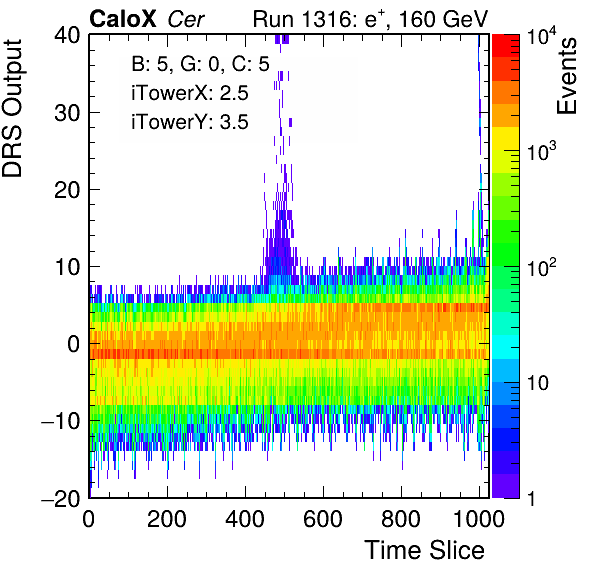 CaloX Cer Run 1316: e+, 160 GeV
DRS Output
Events
B: 5, G: 0, C: 5
iTowerX: 2.5
iTowerY: 3.5
40
30
20
10
0
−10
−20
0 200 400 600 800 1000
Time Slice
10^4
10^3
10^2
10
1